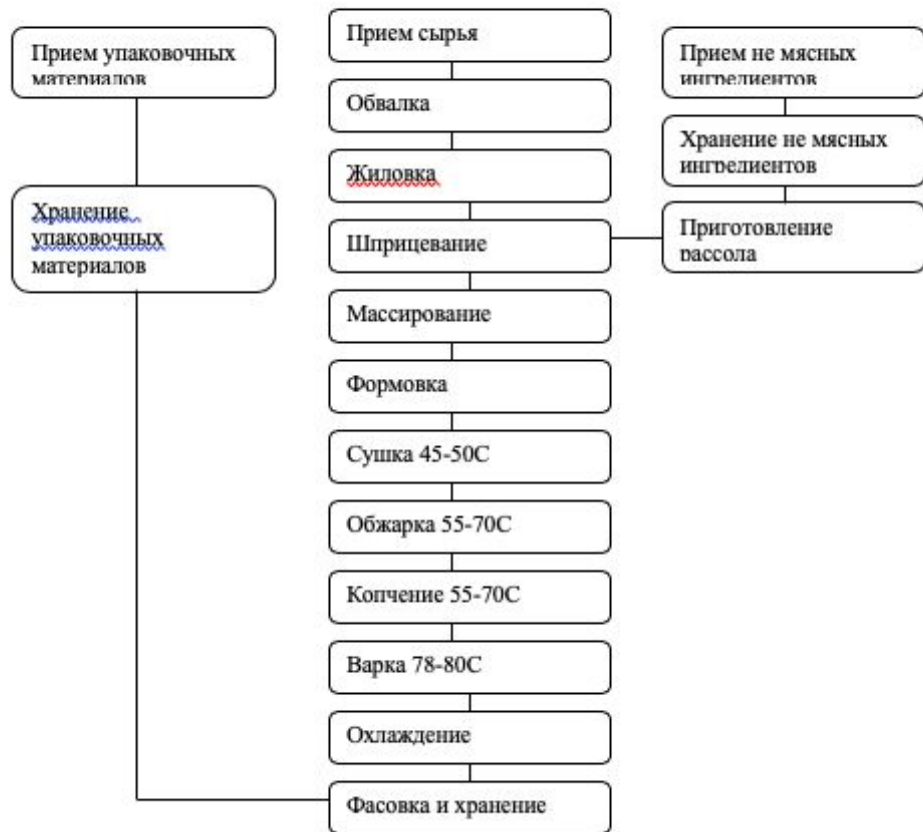 Прием упаковочных
материалов
Хранение
упаковочных
материалов
Прием сырья
Обвалка
Жиловка
Шприцевание
Массирование
Формовка
Сушка 45-50С
Обжарка 55-70С
Копчение 55-70С
Варка 78-80С
Охлаждение
Фасовка и хранение
Прием не мясных
ингредиентов
Хранение не мясных
ингредиентов
Приготовление
рассола